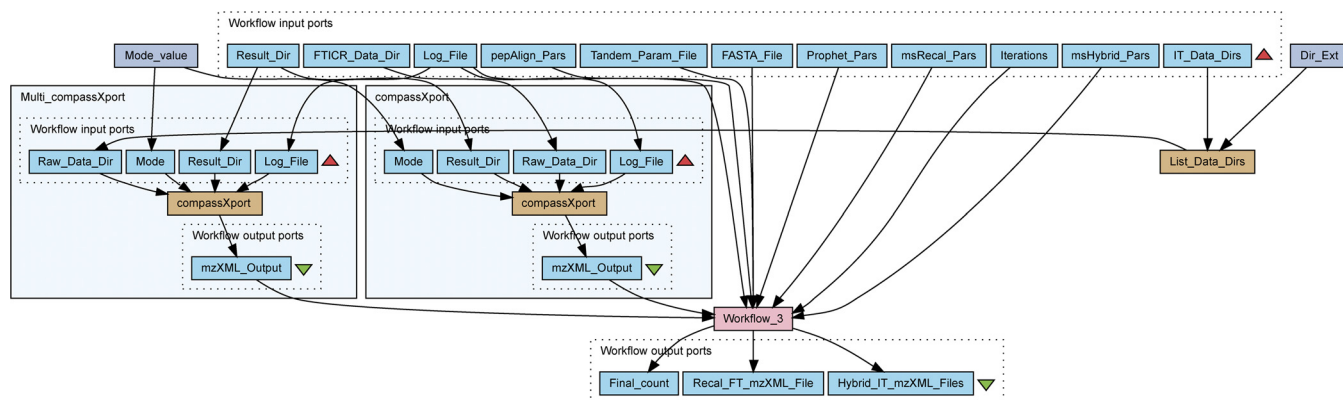 Workflow input ports
Mode_value
Result_Dir
FTICR_Data_Dir
Log_File
pepAlign_Pars
Tandem_Param_File
FASTA_File
Prophet_Pars
msRecal_Pars
Iterations
msHybrid_Pars
IT_Data_Dirs
Dir_Ext
Multi_compassXport
Workflow input ports
Raw_Data_Dir
Mode
Result_Dir
Log_File
compassXport
Workflow output ports
mzXML_Output
compassXport
Workflow input ports
Mode
Result_Dir
Raw_Data_Dir
Log_File
compassXport
Workflow output ports
mzXML_Output
List_Data_Dirs
Workflow_3
Workflow output ports
Final_count
Recal_FT_mzXML_File
Hybrid_IT_mzXML_Files